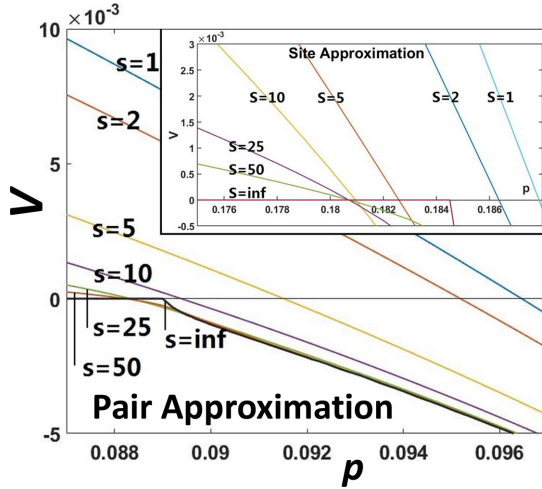 10 ×10⁻³
3 ×10⁻³
Site Approximation
s=1
2.5
s=2
2
S=10
S=5
S=2
S=1
1.5
5
V
1
S=25
0.5
S=50
V
s=5
S=inf
p
0
0.176
0.178
0.18
0.182
0.184
0.186
-0.5
s=10
0
s=inf
s=25
s=50
Pair Approximation
-5
0.088
0.09
0.092
0.094
0.096
p